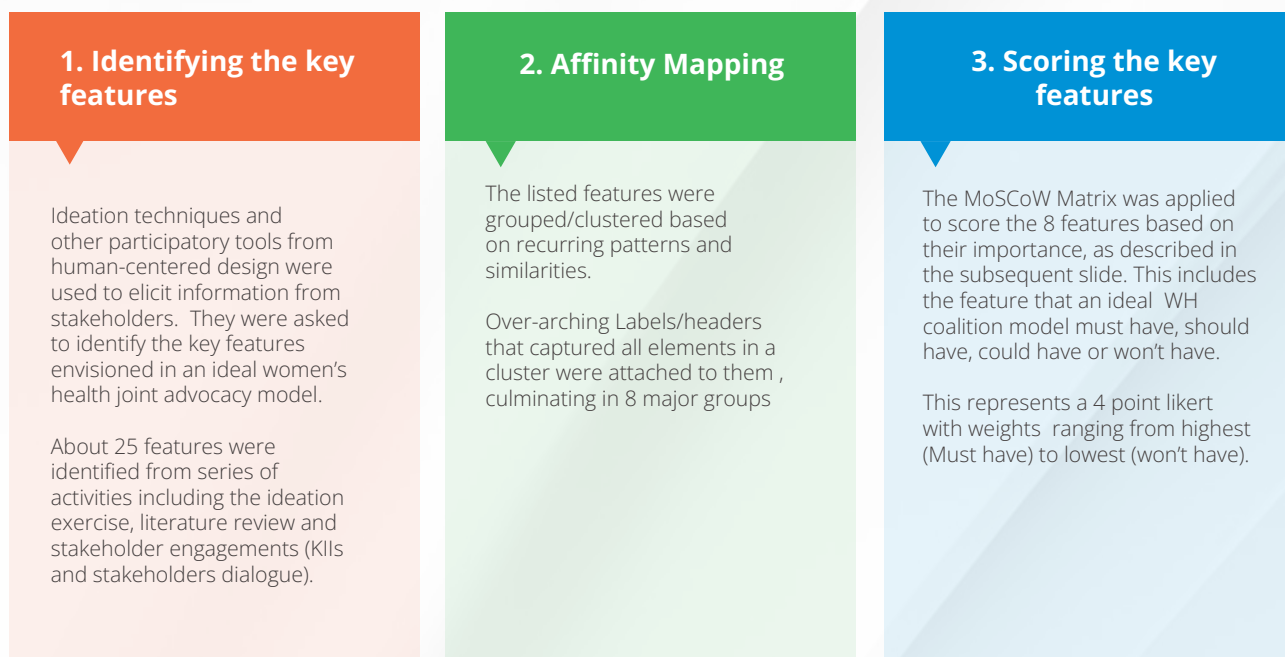 1. Identifying the key
features
Ideation techniques and
other participatory tools from
human-centered design were
used to elicit information from
stakeholders.  They were asked
to identify the key features
envisioned in an ideal women’s
health joint advocacy model.
About 25 features were
identified from series of
activities including the ideation
exercise, literature review and
stakeholder engagements (KIIs
and stakeholders dialogue).
2. Affinity Mapping
The listed features were
grouped/clustered based
on recurring patterns and
similarities.
Over-arching Labels/headers
that captured all elements in a
cluster were attached to them ,
culminating in 8 major groups
3. Scoring the key
features
The MoSCoW Matrix was applied
to score the 8 features based on
their importance, as described in
the subsequent slide. This includes
the feature that an ideal  WH
coalition model must have, should
have, could have or won’t have.
This represents a 4 point likert
with weights  ranging from highest
(Must have) to lowest (won’t have).